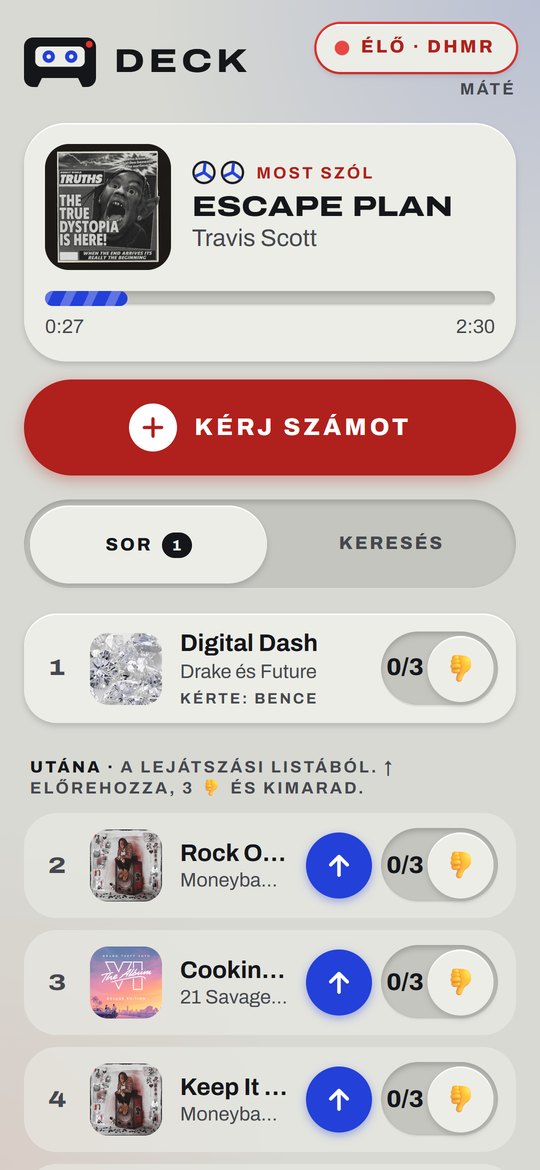 DECK
ÉLŐ · DHMR
MÁTÉ
TRUTHS
THE
TRUE
DYSTOPIA
IS HERE!
WHEN THE END ARRIVES ITS
REALLY THE BEGINNING
MOST SZÓL
ESCAPE PLAN
Travis Scott
0:27
2:30
KÉRJ SZÁMOT
SOR 1
KERESÉS
1
Digital Dash
Drake és Future
KÉRTE: BENCE
0/3
UTÁNA · A LEJÁTSZÁSI LISTÁBÓL. ↑
ELŐREHOZZA, 3 👎 ÉS KIMARAD.
2
Rock O...
Moneyba...
0/3
3
VI
The Album
Cookin...
21 Savage...
0/3
4
Keep It ...
Moneyba...
0/3